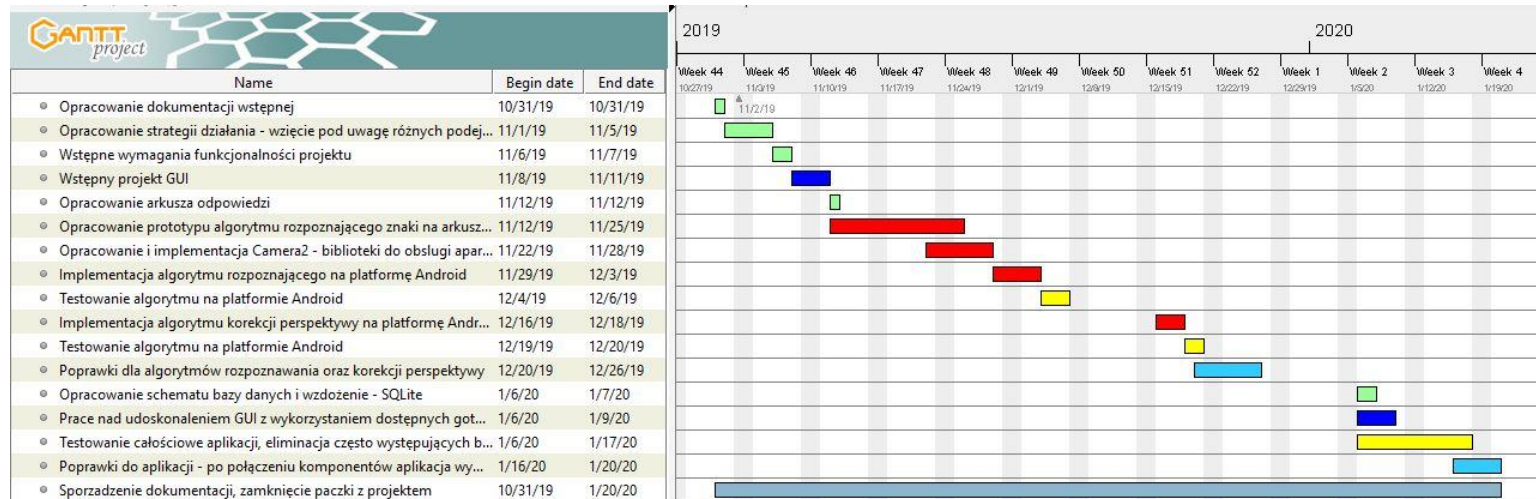 GANTT
project
2019 2020
Name Begin date End date
Week 44 Week 45 Week 46 Week 47 Week 48 Week 49 Week 50 Week 51 Week 52 Week 1 Week 2 Week 3 Week 4
10/27/19 11/3/19 11/10/19 11/17/19 11/24/19 12/1/19 12/8/19 12/15/19 12/22/19 12/29/19 1/5/20 1/12/20 1/19/20
Opracowanie dokumentacji wstępnej 10/31/19 10/31/19 11/2/19
Opracowanie strategii działania - wzięcie pod uwagę różnych podej... 11/1/19 11/5/19
Wstępne wymagania funkcjonalności projektu 11/6/19 11/7/19
Wstępny projekt GUI 11/8/19 11/11/19
Opracowanie arkusza odpowiedzi 11/12/19 11/12/19
Opracowanie prototypu algorytmu rozpoznającego znaki na arkusz... 11/12/19 11/25/19
Opracowanie i implementacja Camera2 - biblioteki do obslugi apar... 11/22/19 11/28/19
Implementacja algorytmu rozpoznającego na platformę Android 11/29/19 12/3/19
Testowanie algorytmu na platformie Android 12/4/19 12/6/19
Implementacja algorytmu korekcji perspektywy na platformę Andr... 12/16/19 12/18/19
Testowanie algorytmu na platformie Android 12/19/19 12/20/19
Poprawki dla algorytmów rozpoznawania oraz korekcji perspektywy 12/20/19 12/26/19
Opracowanie schematu bazy danych i wzdożenie - SQLite 1/6/20 1/7/20
Prace nad udoskonaleniem GUI z wykorzystaniem dostępnych got... 1/6/20 1/9/20
Testowanie całościowe aplikacji, eliminacja często występujących b... 1/6/20 1/17/20
Poprawki do aplikacji - po połączeniu komponentów aplikacja wy... 1/16/20 1/20/20
Sporzadzenie dokumentacji, zamknięcie paczki z projektem 10/31/19 1/20/20